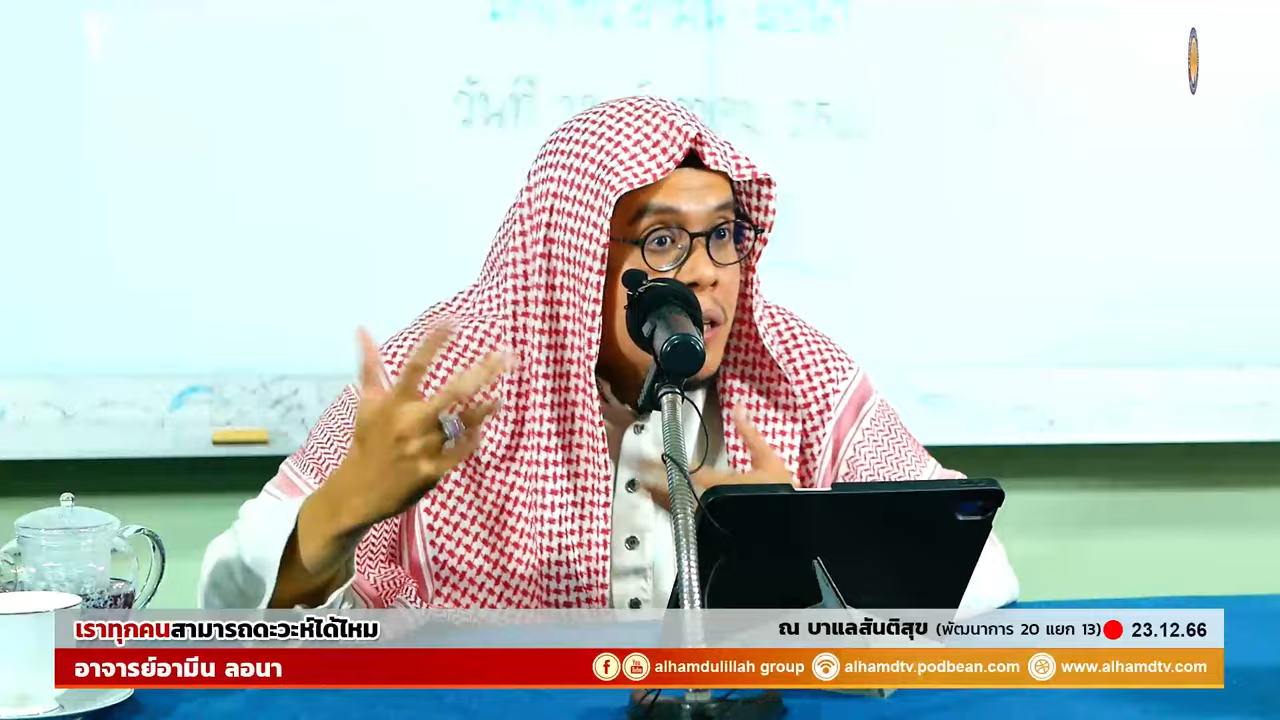 วันที่
เราทุกคนสามารถดะวะห์ได้ไหม
ณ บาแลสันติสุข (พัฒนาการ 20 แยก 13) 23.12.66
อาจารย์อามีน ลอนา
alhamdulillah group alhamdtv.podbean.com www.alhamdtv.com